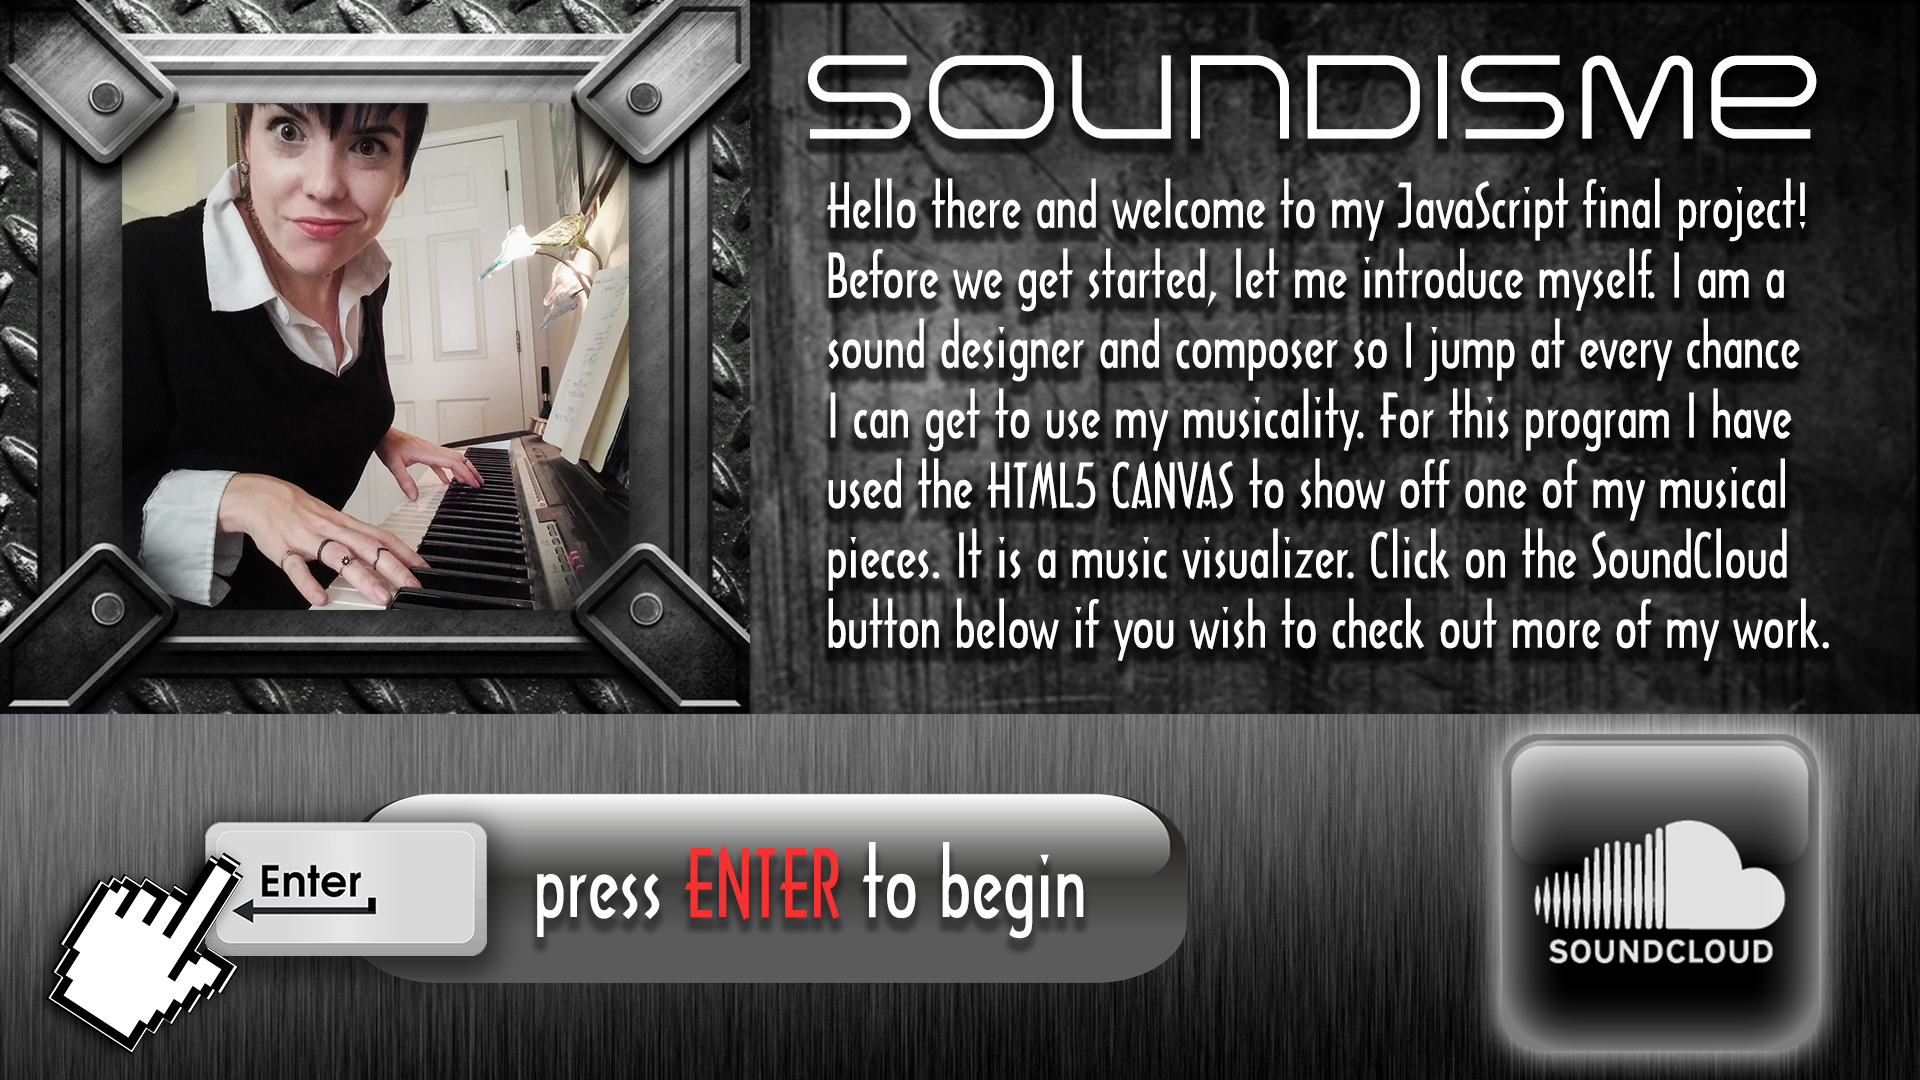 SOUNDISME
Hello there and welcome to my JavaScript final project!
Before we get started, let me introduce myself. I am a
sound designer and composer so I jump at every chance
I can get to use my musicality. For this program I have
used the HTML5 CANVAS to show off one of my musical
pieces. It is a music visualizer. Click on the SoundCloud
button below if you wish to check out more of my work.
Enter
press ENTER to begin
SOUNDCLOUD